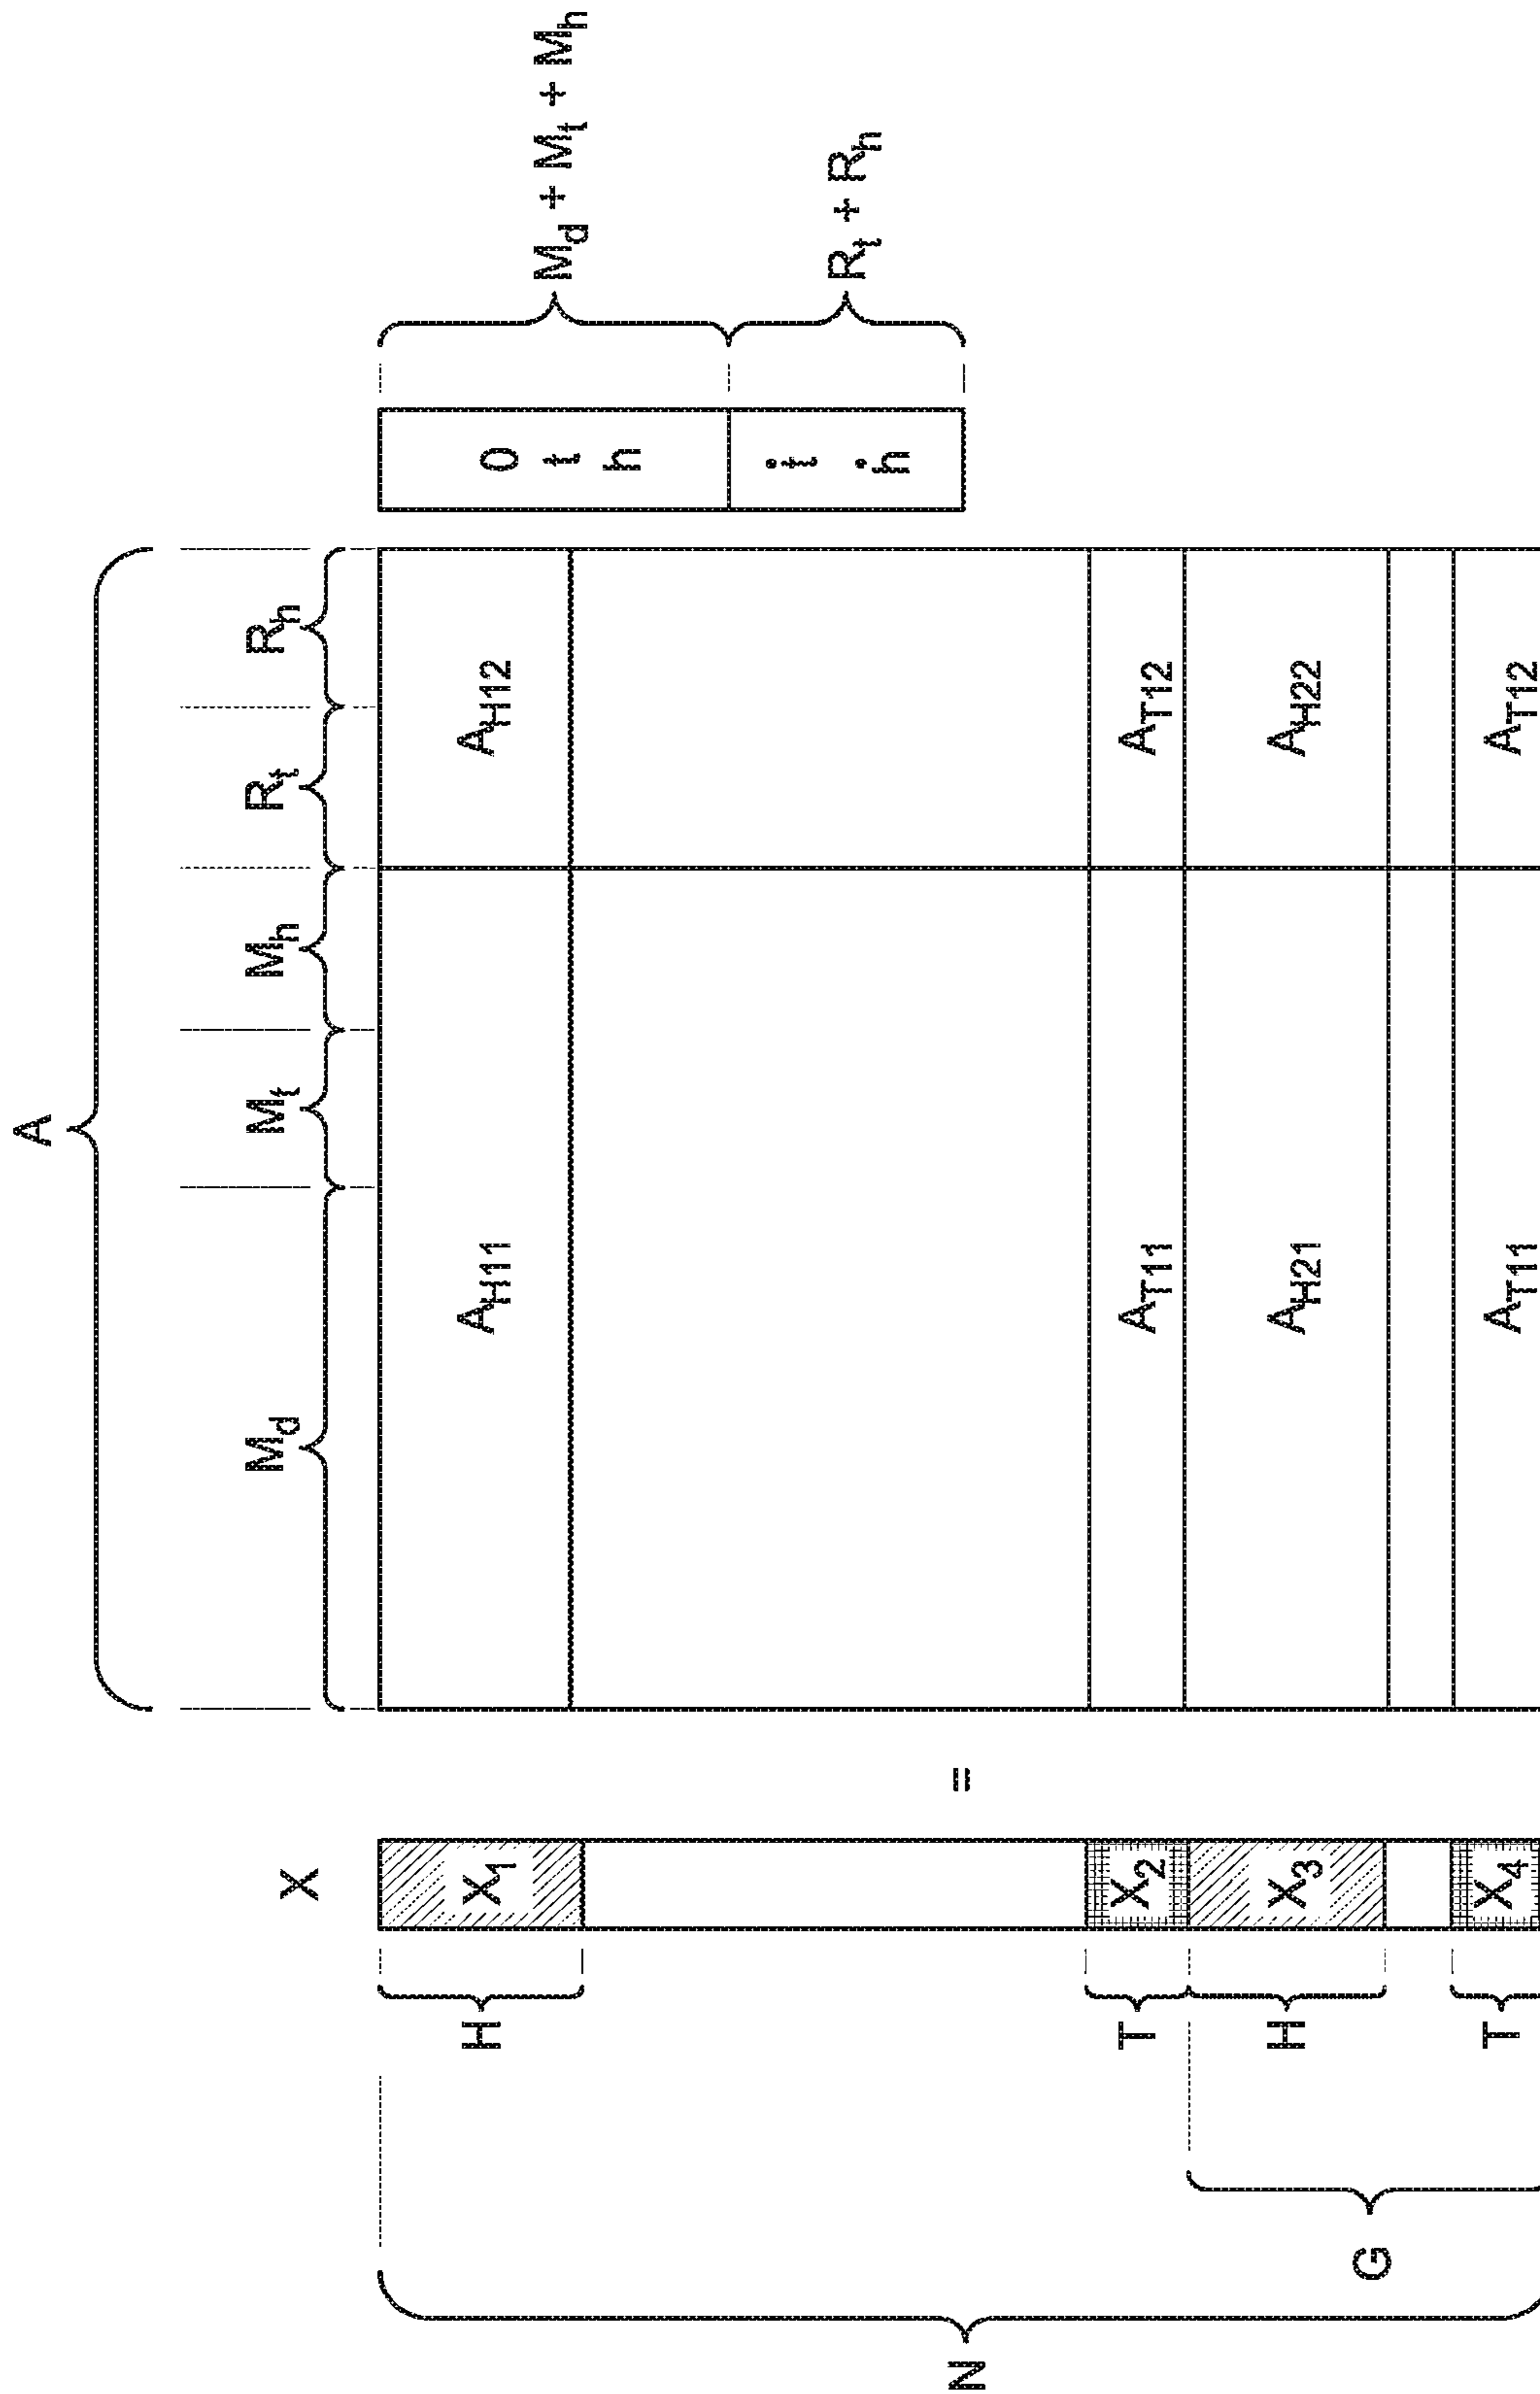 A
M_d M_t M_h R_t R_h
X
H X_1 A_H11 A_H12 0
t M_d + M_t + M_h
h
ṫ
R_t + R_h
ḣ
N =
T X_2 A_T11 A_T12
H X_3 A_H21 A_H22
G
T X_4 A_T11 A_T12